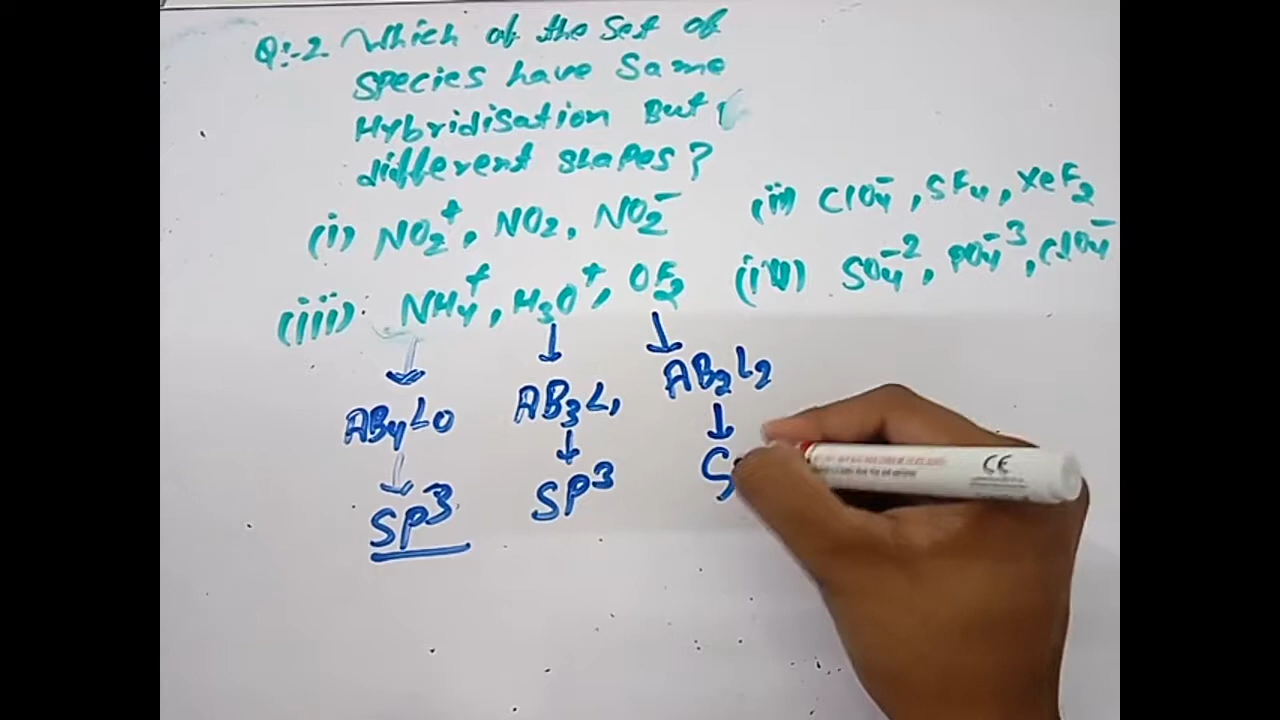 Q:-2 Which of the set of
species have same
Hybridisation But
different shapes?
(i) NO₂⁺, NO₂, NO₂⁻ (ii) ClO₄⁻, SF₄, XeF₂
(iii) NH₄⁺, H₃O⁺, OF₂ (iv) SO₄⁻², PO₄⁻³, ClO₄⁻
↓ ↓ ↓
AB₄L0 AB₃L₁ AB₂L₂
↓ ↓ ↓
SP³ SP³ S
CE